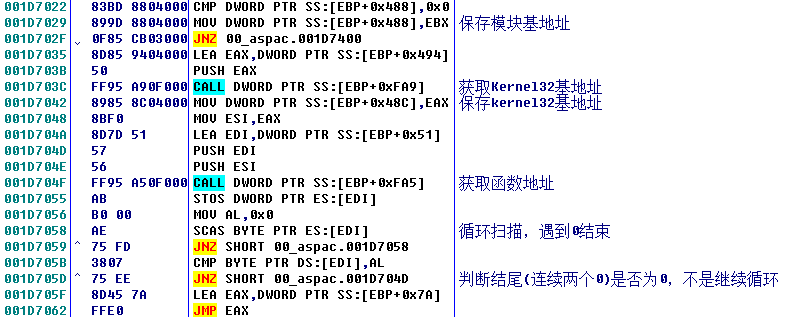 001D7022 83BD 8804000 CMP DWORD PTR SS:[EBP+0x488],0x0
001D7029 899D 8804000 MOV DWORD PTR SS:[EBP+0x488],EBX 保存模块基地址
001D702F 0F85 CB03000 JNZ 00_aspac.001D7400
001D7035 8D85 9404000 LEA EAX,DWORD PTR SS:[EBP+0x494]
001D703B 50 PUSH EAX
001D703C FF95 A90F000 CALL DWORD PTR SS:[EBP+0xFA9] 获取Kernel32基地址
001D7042 8985 8C04000 MOV DWORD PTR SS:[EBP+0x48C],EAX 保存kernel32基地址
001D7048 8BF0 MOV ESI,EAX
001D704A 8D7D 51 LEA EDI,DWORD PTR SS:[EBP+0x51]
001D704D 57 PUSH EDI
001D704E 56 PUSH ESI
001D704F FF95 A50F000 CALL DWORD PTR SS:[EBP+0xFA5] 获取函数地址
001D7055 AB STOS DWORD PTR ES:[EDI]
001D7056 B0 00 MOV AL,0x0
001D7058 AE SCAS BYTE PTR ES:[EDI] 循环扫描，遇到0结束
001D7059 ^ 75 FD JNZ SHORT 00_aspac.001D7058
001D705B 3807 CMP BYTE PTR DS:[EDI],AL
001D705D ^ 75 EE JNZ SHORT 00_aspac.001D704D 判断结尾(连续两个0)是否为0，不是继续循环
001D705F 8D45 7A LEA EAX,DWORD PTR SS:[EBP+0x7A]
001D7062 FFE0 JMP EAX